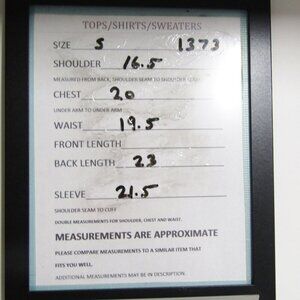 TOPS/SHIRTS/SWEATERS
SIZE S 1373
SHOULDER 16.5
MEASURED FROM BACK, SHOULDER SEAM TO SHOULDER SEAM
CHEST 20
UNDER ARM TO UNDER ARM
WAIST 19.5
FRONT LENGTH
BACK LENGTH 23
SLEEVE 21.5
SHOULDER SEAM TO CUFF
DOUBLE MEASUREMENTS FOR SHOULDER, CHEST AND WAIST.
MEASUREMENTS ARE APPROXIMATE
PLEASE COMPARE MEASUREMENTS TO A SIMILAR ITEM THAT
FITS YOU WELL.
ADDITIONAL MEASUREMENTS MAY BE IN DESCRIPTION